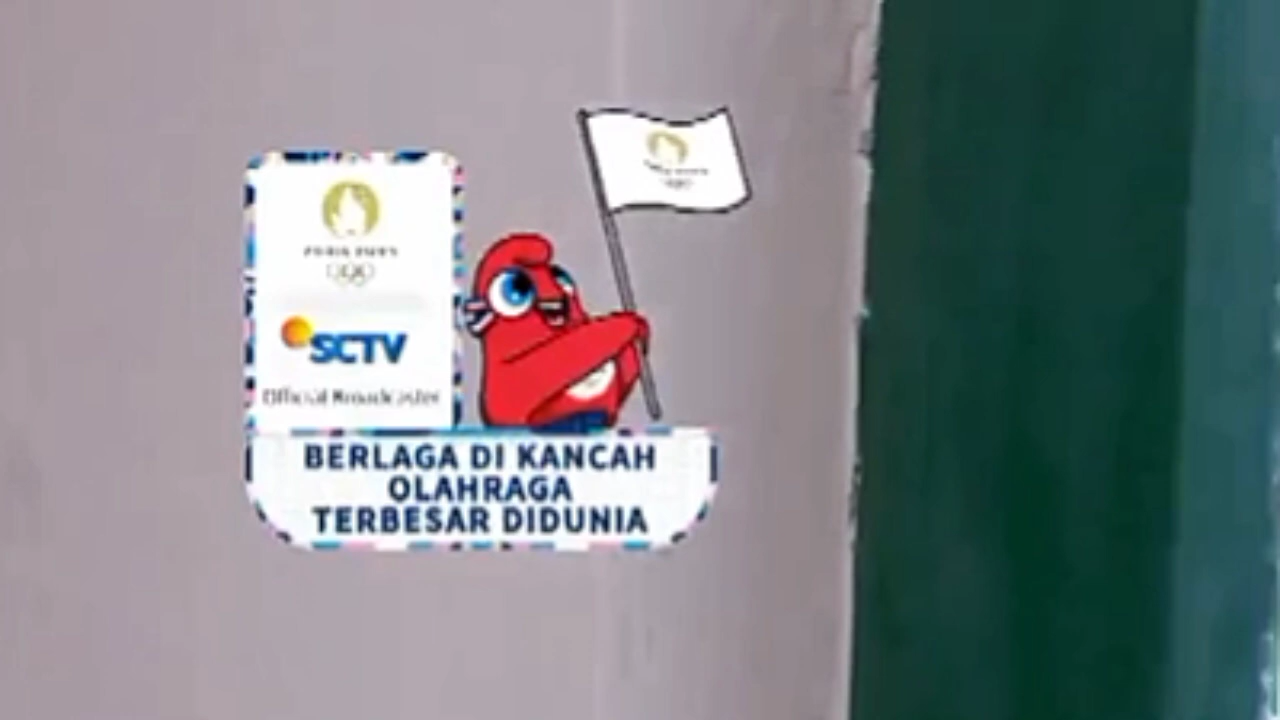 PARIS 2024
SCTV
Official Broadcaster
BERLAGA DI KANCAH
OLAHRAGA
TERBESAR DIDUNIA